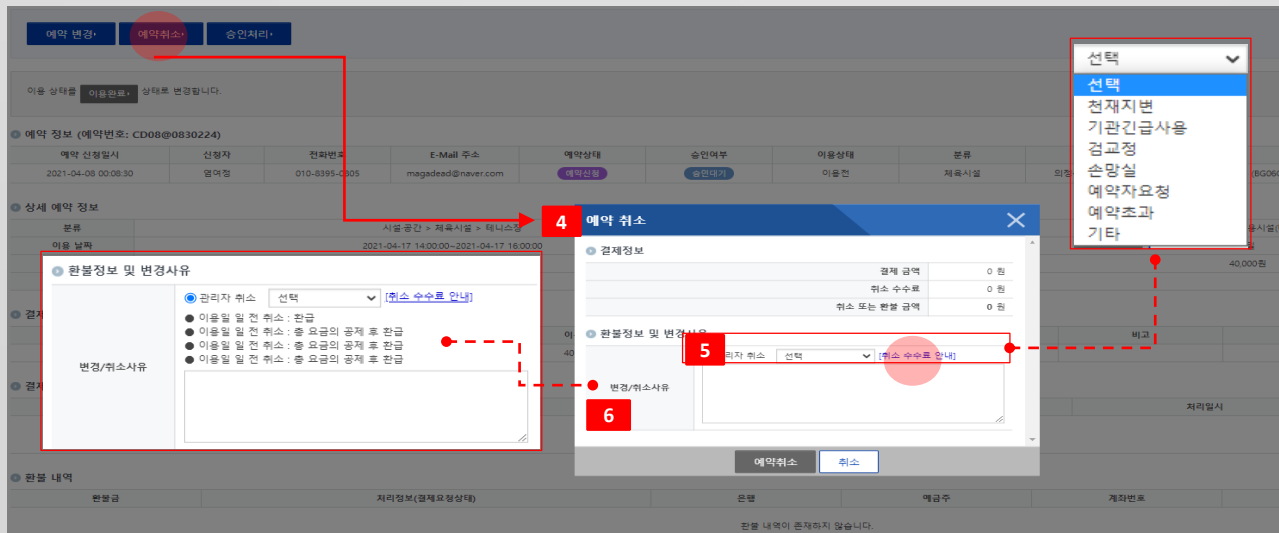 예약 변경 예약취소 승인처리
이용 상태를 이용완료 상태로 변경합니다.
예약 정보 (예약번호: CD08@0830224)
예약 신청일시 신청자 전화번호 E-Mail 주소 예약상태 승인여부 이용상태 분류
2021-04-08 00:08:30 염여정 010-8395-0805 magadead@naver.com 예약신청 승인대기 이용전 체육시설
상세 예약 정보
분류 시설·공간 > 체육시설 > 테니스장
이용 날짜 2021-04-17 14:00:00~2021-04-17 16:00:00
40,000원
비고
처리일시
환불 내역
환불금 처리정보(결제요청상태) 은행 예금주 계좌번호
환불 내역이 존재하지 않습니다.
환불정보 및 변경사유
변경/취소사유
관리자 취소 선택 [취소 수수료 안내]
● 이용일 일 전 취소 : 환급
● 이용일 일 전 취소 : 총 요금의 공제 후 환급
● 이용일 일 전 취소 : 총 요금의 공제 후 환급
● 이용일 일 전 취소 : 총 요금의 공제 후 환급
4
예약 취소
결제정보
결제 금액 0 원
취소 수수료 0 원
취소 또는 환불 금액 0 원
환불정보 및 변경사유
5
리자 취소 선택 [취소 수수료 안내]
변경/취소사유
6
예약취소 취소
선택
선택
천재지변
기관긴급사용
검교정
손망실
예약자요청
예약초과
기타